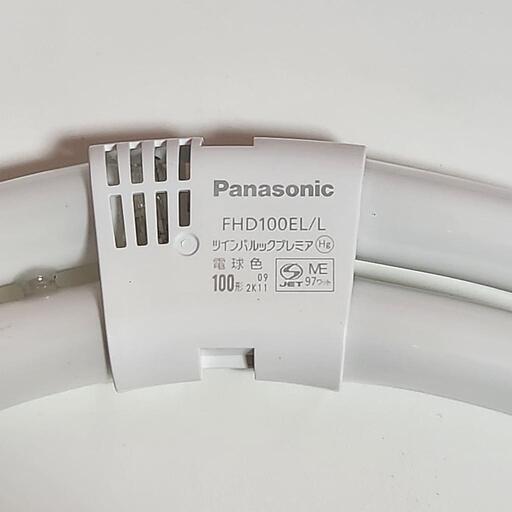 Panasonic
FHD100EL/L
ツインパルックプレミア Hg
電球色
100形 09 2K11
S JET
ME
97ワット